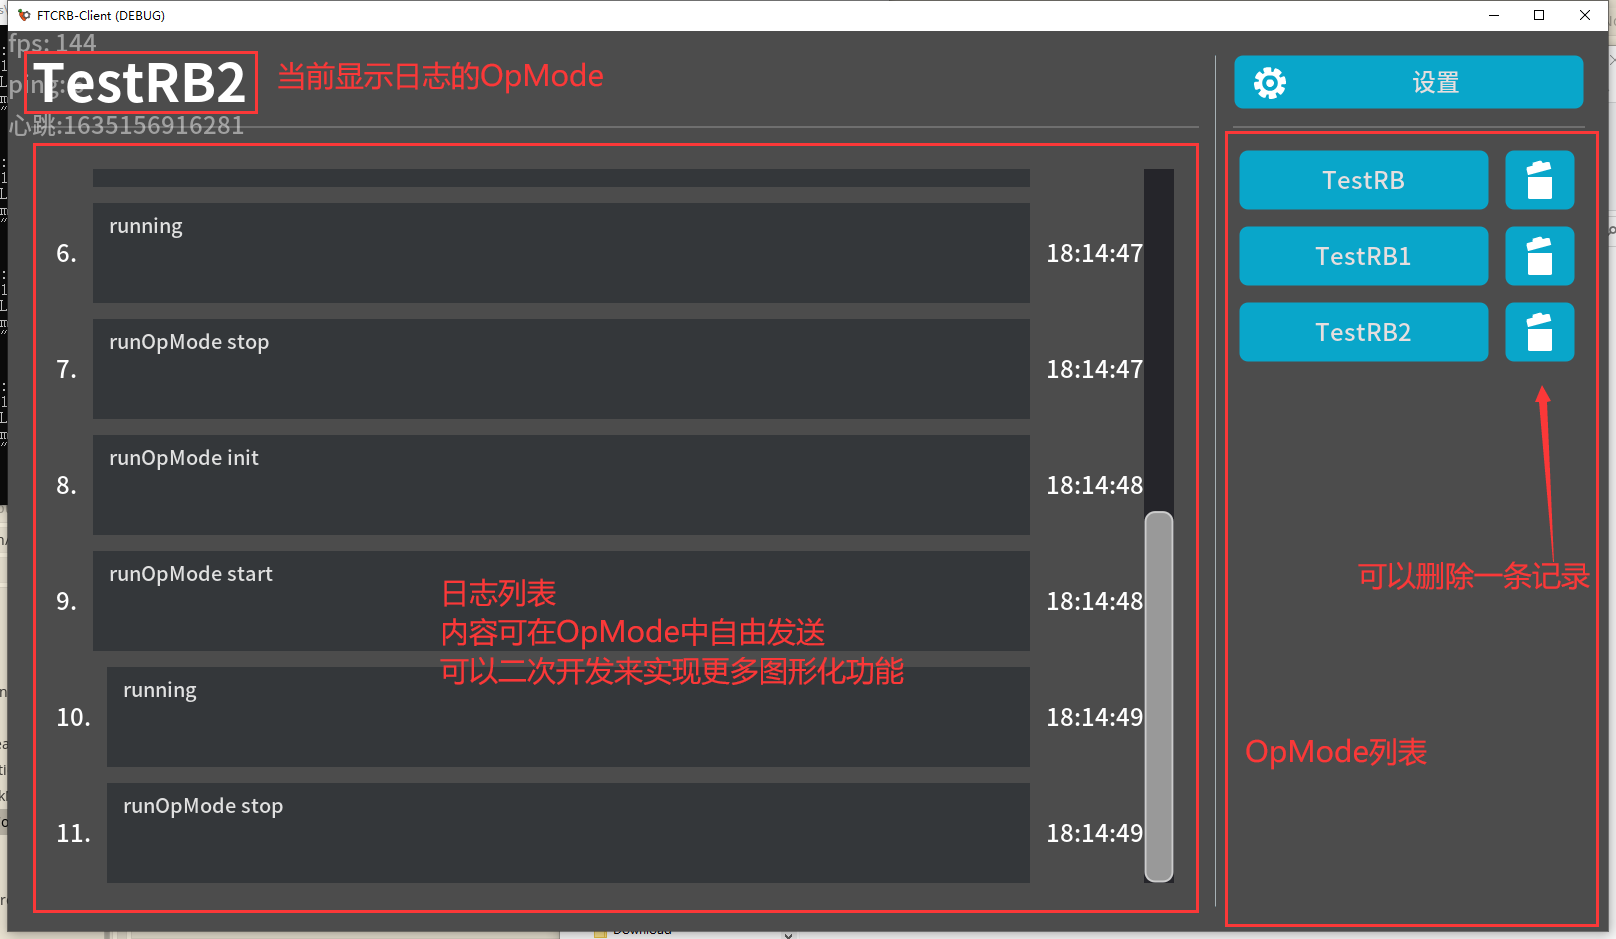 FTCRB-Client (DEBUG)
fps: 144
TestRB2
当前显示日志的OpMode
心跳:1635156916281
设置
6.
running
18:14:47
7.
runOpMode stop
18:14:47
8.
runOpMode init
18:14:48
9.
runOpMode start
18:14:48
日志列表
内容可在OpMode中自由发送
可以二次开发来实现更多图形化功能
10.
running
18:14:49
11.
runOpMode stop
18:14:49
TestRB
TestRB1
TestRB2
可以删除一条记录
OpMode列表
Download